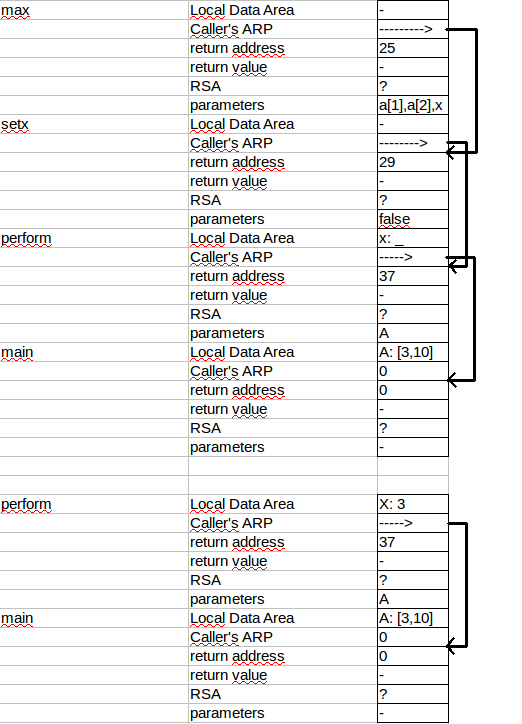 max Local Data Area -
Caller's ARP --------->
return address 25
return value -
RSA ?
parameters a[1],a[2],x
setx Local Data Area -
Caller's ARP -------->
return address 29
return value -
RSA ?
parameters false
perform Local Data Area x: _
Caller's ARP ----->
return address 37
return value -
RSA ?
parameters A
main Local Data Area A: [3,10]
Caller's ARP 0
return address 0
return value -
RSA ?
parameters -
perform Local Data Area X: 3
Caller's ARP ----->
return address 37
return value -
RSA ?
parameters A
main Local Data Area A: [3,10]
Caller's ARP 0
return address 0
return value -
RSA ?
parameters -